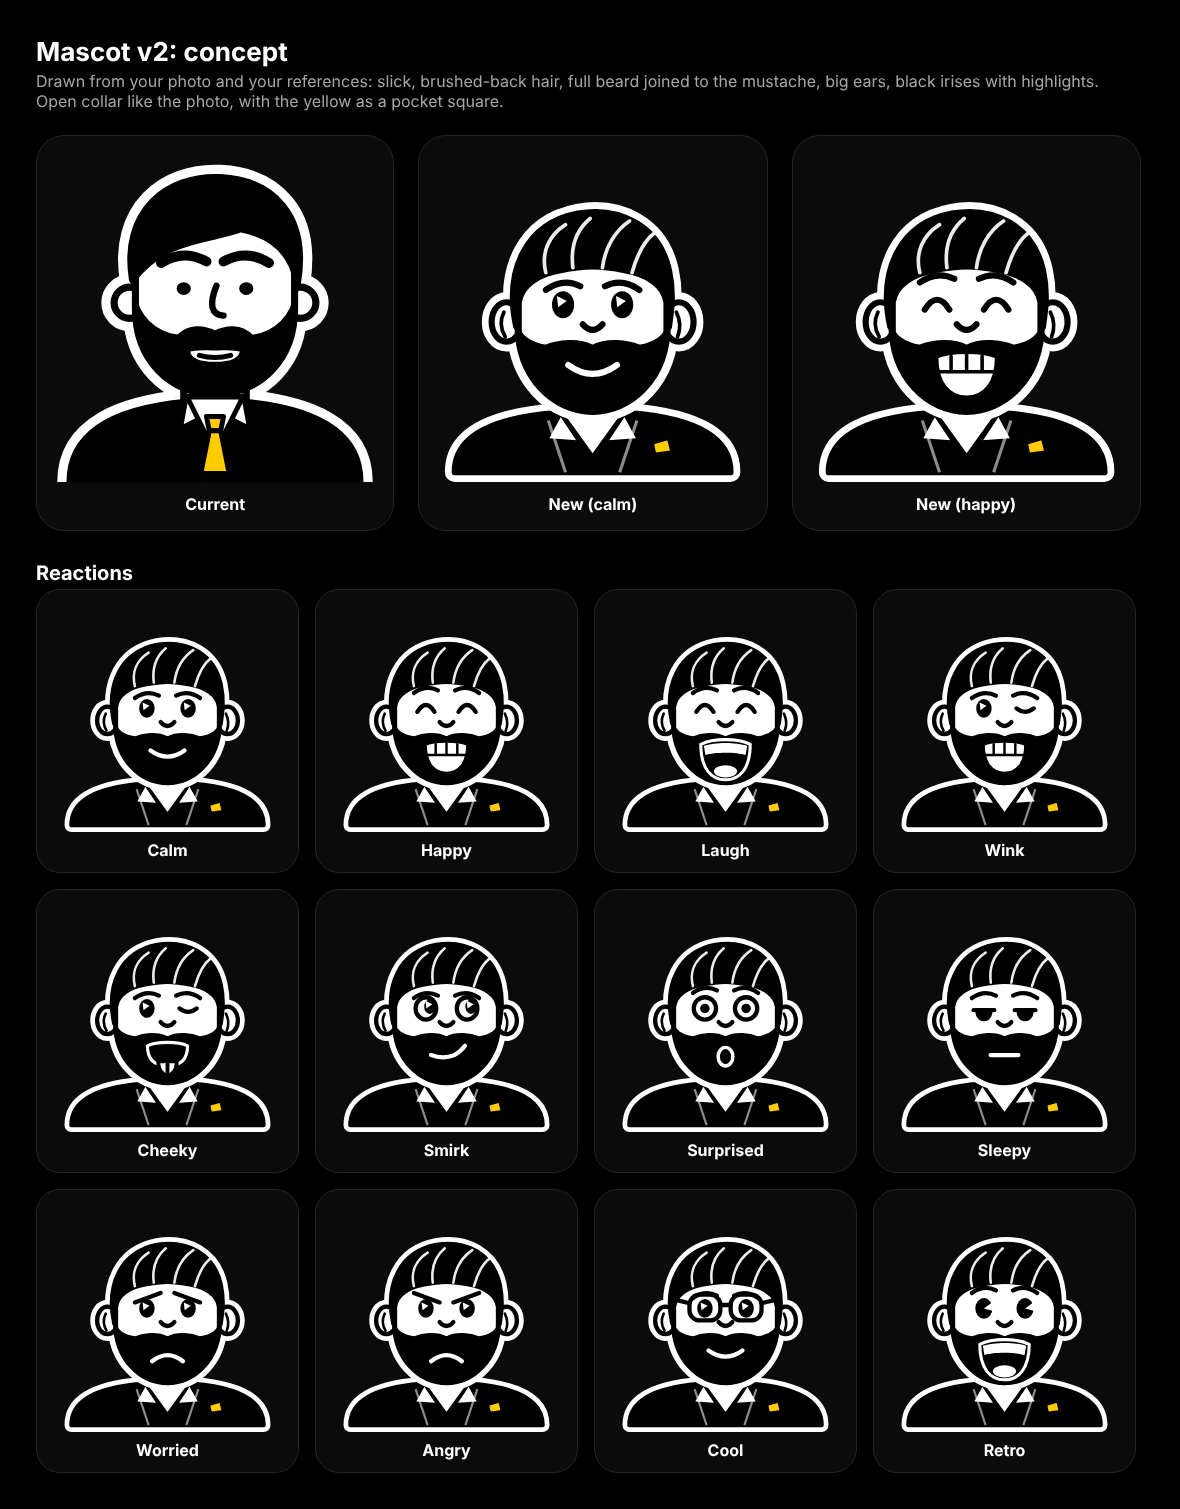 Mascot v2: concept
Drawn from your photo and your references: slick, brushed-back hair, full beard joined to the mustache, big ears, black irises with highlights.
Open collar like the photo, with the yellow as a pocket square.
Current
New (calm)
New (happy)
Reactions
Calm
Happy
Laugh
Wink
Cheeky
Smirk
Surprised
Sleepy
Worried
Angry
Cool
Retro